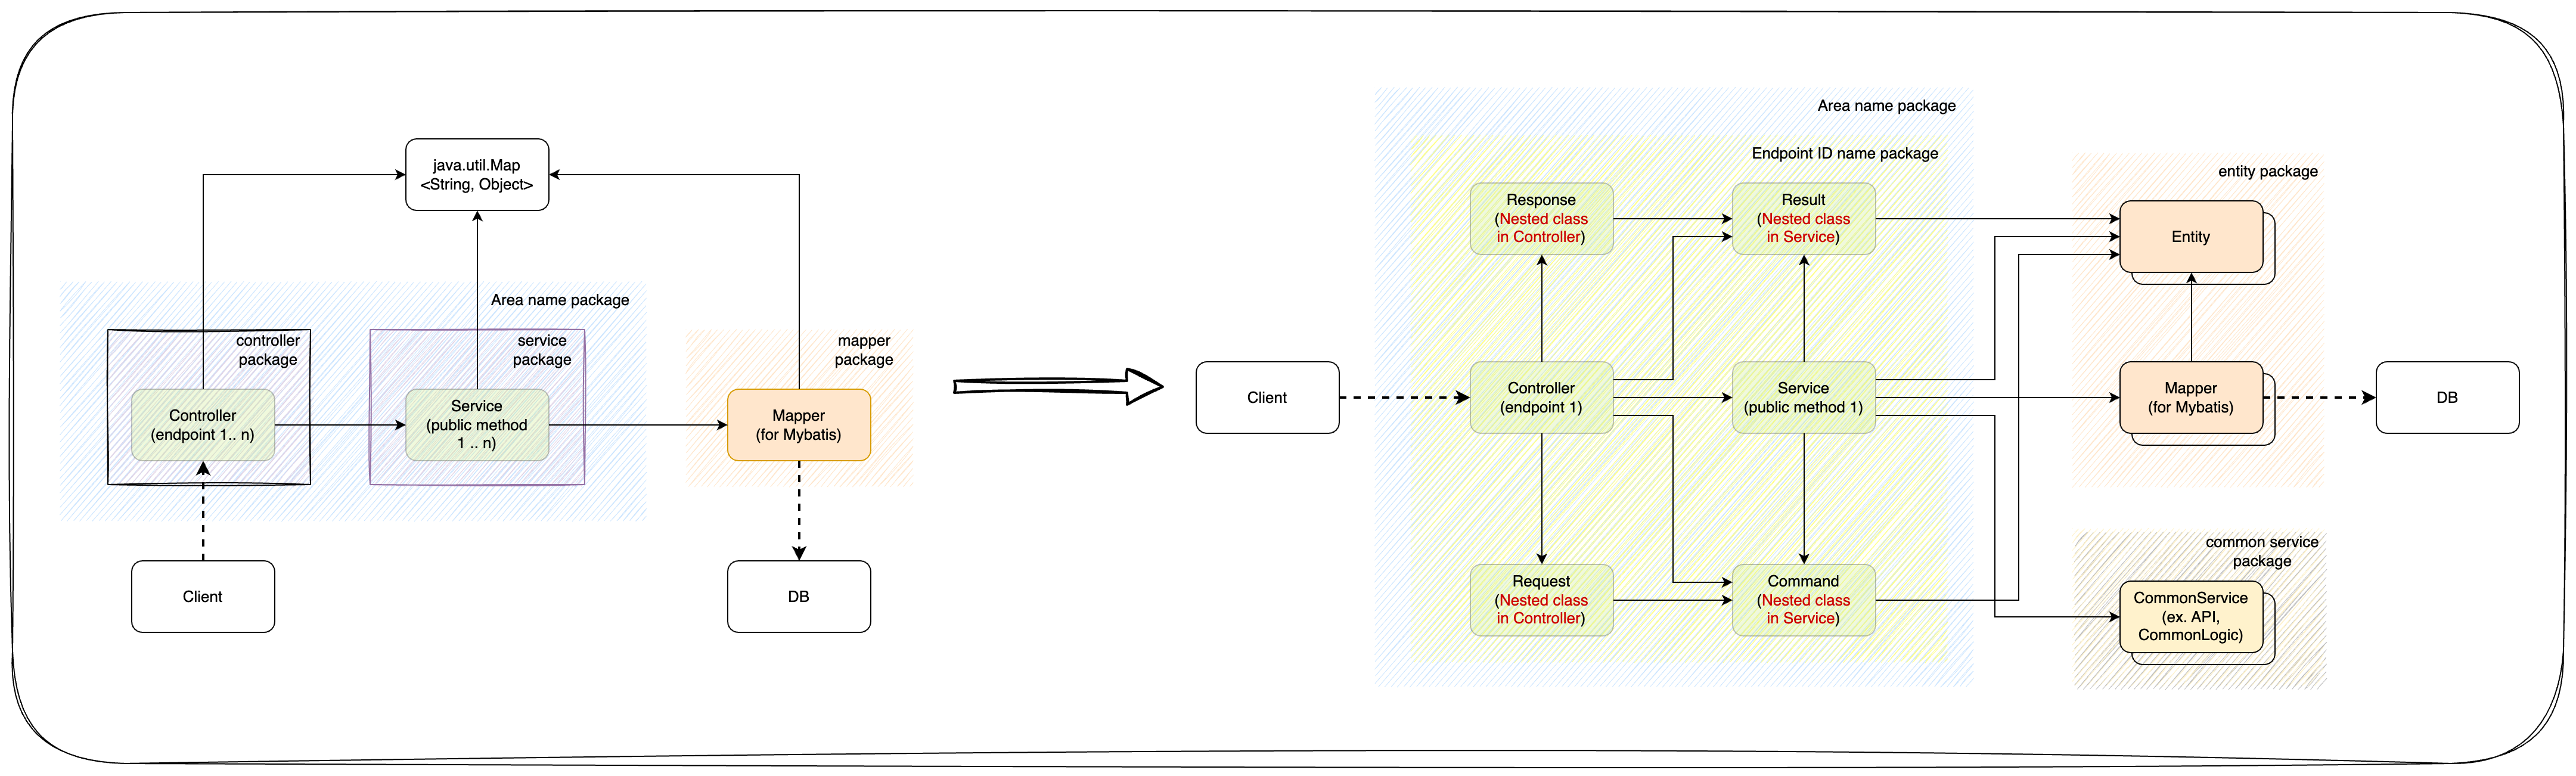 java.util.Map
<String, Object>
Area name package
controller
package
service
package
mapper
package
Controller
(endpoint 1.. n)
Service
(public method
1 .. n)
Mapper
(for Mybatis)
Client
DB
Area name package
Endpoint ID name package
entity package
Response
(Nested class
in Controller)
Result
(Nested class
in Service)
Entity
Client
Controller
(endpoint 1)
Service
(public method 1)
Mapper
(for Mybatis)
DB
common service
package
Request
(Nested class
in Controller)
Command
(Nested class
in Service)
CommonService
(ex. API,
CommonLogic)